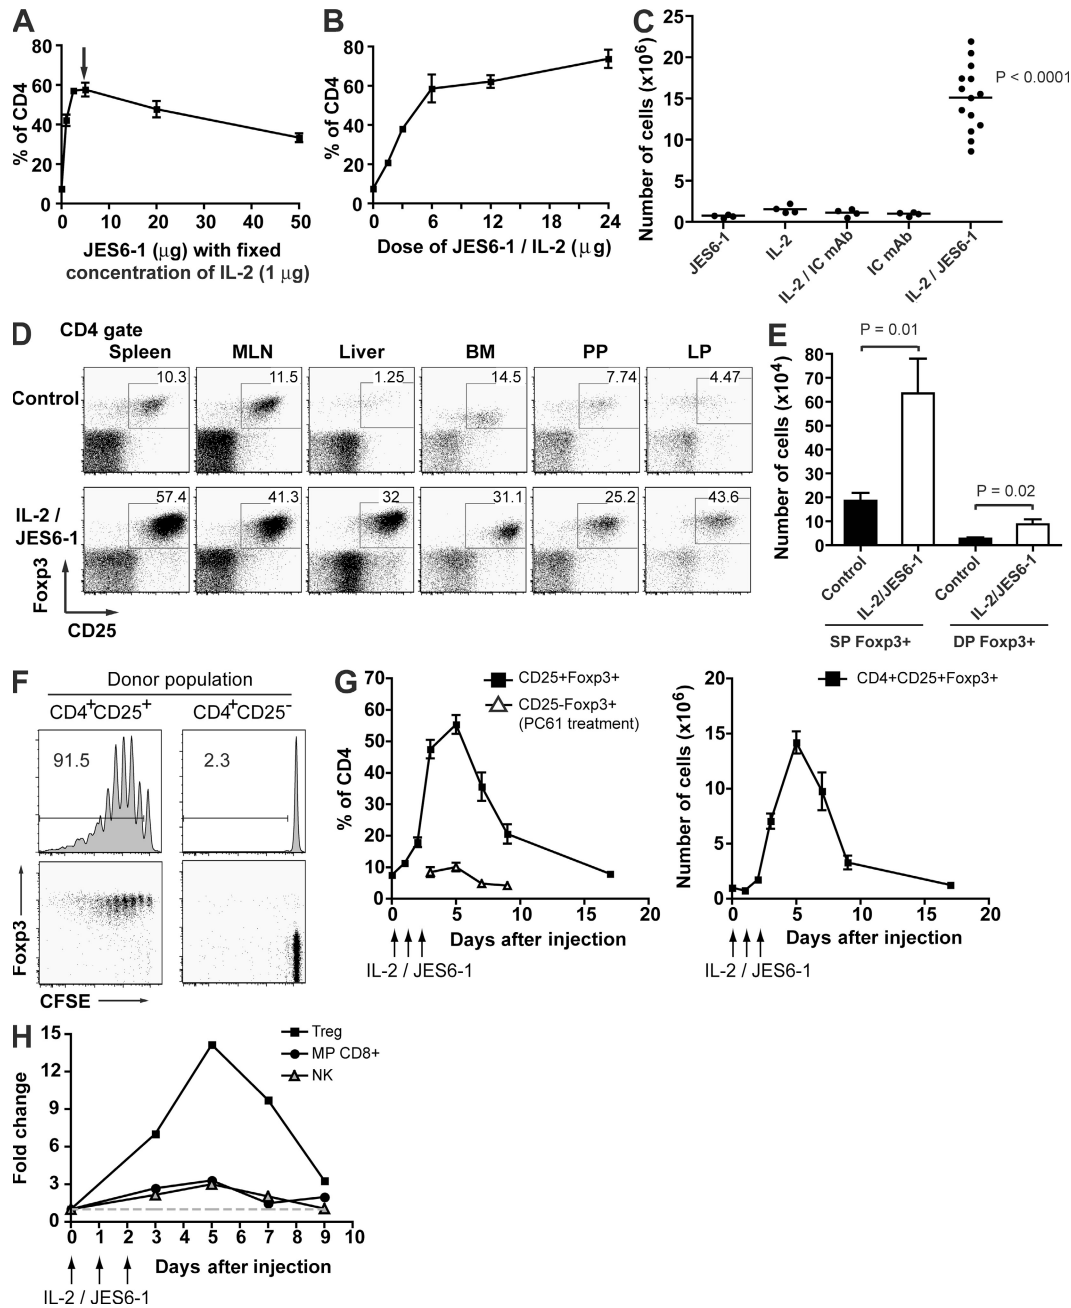 A
80
60
40
20
0
% of CD4
0 10 20 30 40 50
JES6-1 (μg) with fixed
concentration of IL-2 (1 μg)
B
80
60
40
20
0
% of CD4
0 6 12 18 24
Dose of JES6-1 / IL-2 (μg)
C
25
20
15
10
5
0
Number of cells (x10⁶)
P < 0.0001
JES6-1
IL-2
IL-2 / IC mAb
IC mAb
IL-2 / JES6-1
D
CD4 gate
Spleen MLN Liver BM PP LP
Control
10.3 11.5 1.25 14.5 7.74 4.47
IL-2 /
JES6-1
57.4 41.3 32 31.1 25.2 43.6
Foxp3
CD25
E
P = 0.01
P = 0.02
80
70
60
50
40
30
20
10
0
Number of cells (x10⁴)
Control
IL-2/JES6-1
Control
IL-2/JES6-1
SP Foxp3+ DP Foxp3+
F
Donor population
CD4⁺CD25⁺ CD4⁺CD25⁻
91.5 2.3
Foxp3
CFSE
G
70
60
50
40
30
20
10
0
% of CD4
CD25+Foxp3+
CD25-Foxp3+
(PC61 treatment)
0 5 10 15 20
Days after injection
IL-2 / JES6-1
20
15
10
5
0
Number of cells (x10⁶)
CD4+CD25+Foxp3+
0 5 10 15 20
Days after injection
IL-2 / JES6-1
H
15
12
9
6
3
0
Fold change
Treg
MP CD8+
NK
0 1 2 3 4 5 6 7 8 9 10
Days after injection
IL-2 / JES6-1